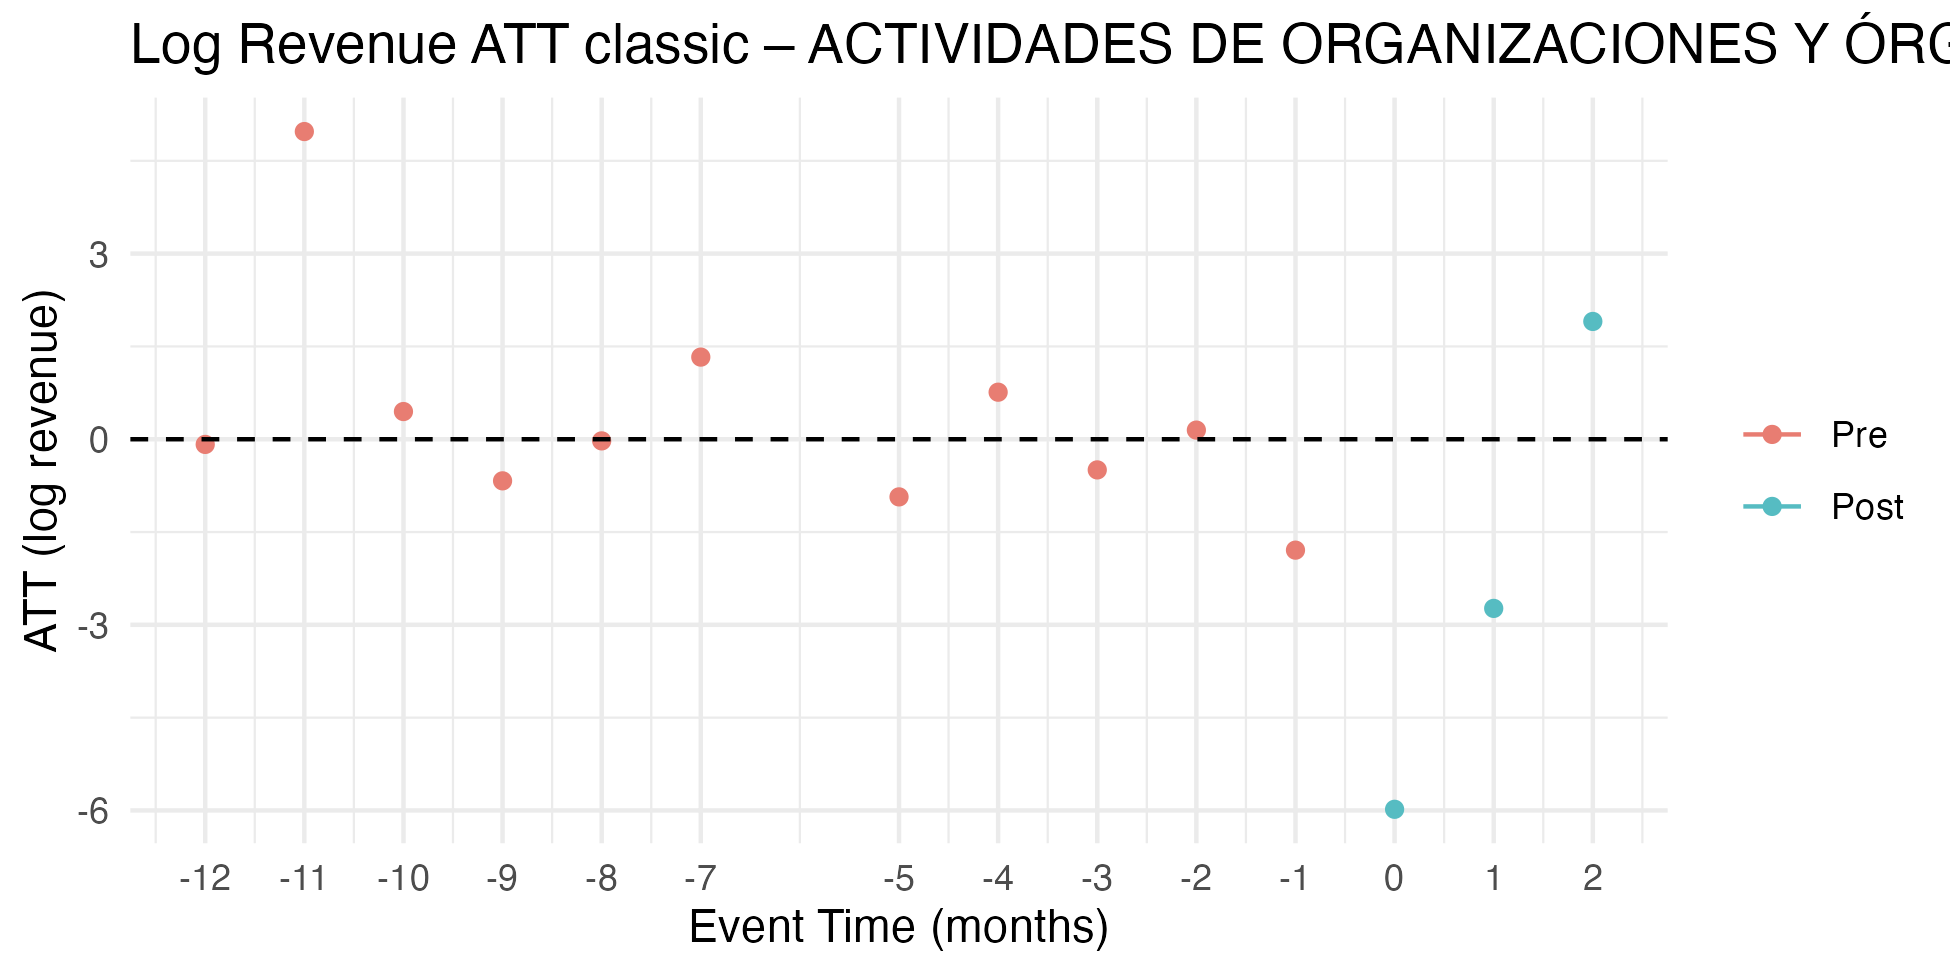 Log Revenue ATT classic – ACTIVIDADES DE ORGANIZACIONES Y
ATT (log revenue)
3
0
-3
-6
-12 -11 -10 -9 -8 -7 -5 -4 -3 -2 -1 0 1 2
Event Time (months)
Pre
Post